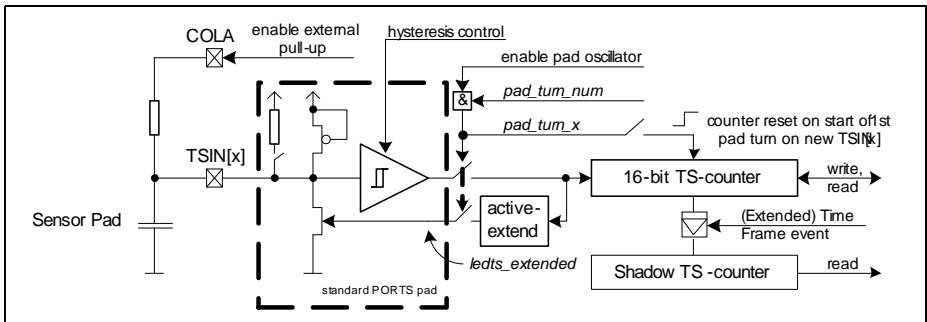 COLA
enable external
pull-up
hysteresis control
enable pad oscillator
&
pad_turn_num
pad_turn_x
counter reset on start of1st
pad turn on new TSIN[x]
TSIN[x]
16-bit TS-counter
write,
read
Sensor Pad
active-
extend
(Extended) Time
Frame event
ledts_extended
Shadow TS -counter
read
standard PORTS pad